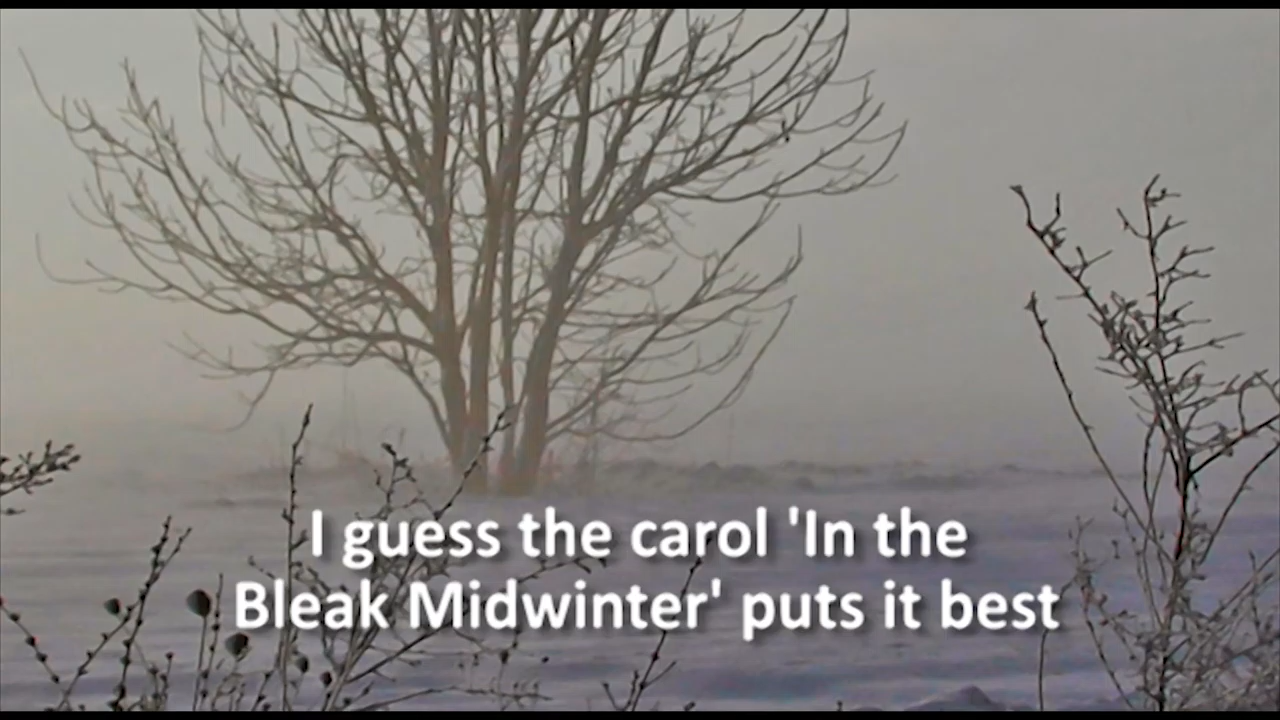 I guess the carol 'In the
Bleak Midwinter' puts it best